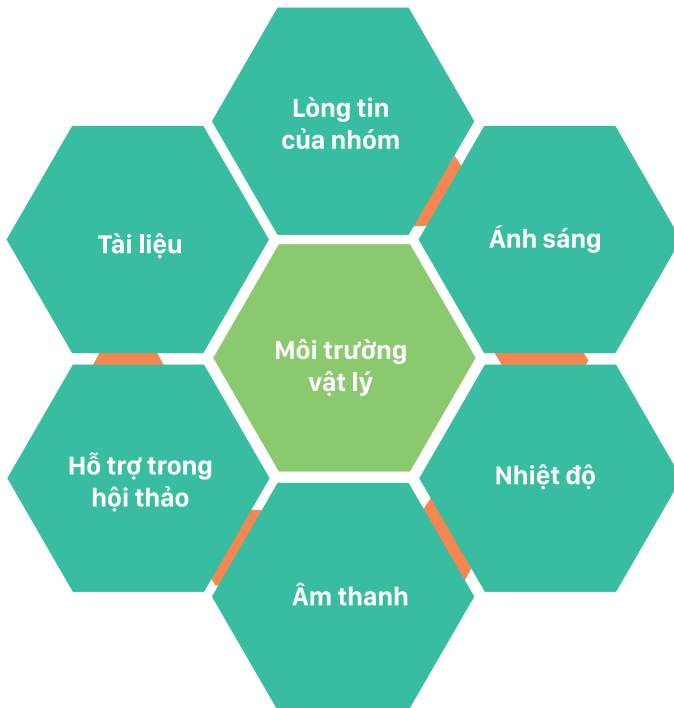 Lòng tin
của nhóm
Tài liệu
Ánh sáng
Môi trường
vật lý
Hỗ trợ trong
hội thảo
Nhiệt độ
Âm thanh